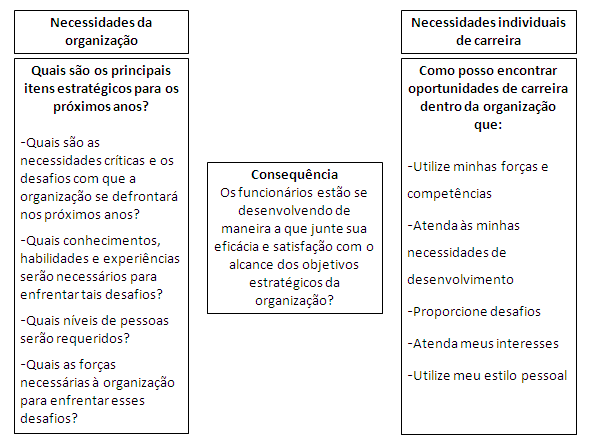 Necessidades da
organização
Quais são os principais
itens estratégicos para os
próximos anos?
-Quais são as
necessidades críticas e os
desafios com que a
organização se defrontará
nos próximos anos?
-Quais conhecimentos,
habilidades e experiências
serão necessários para
enfrentar tais desafios?
-Quais níveis de pessoas
serão requeridos?
-Quais as forças
necessárias à organização
para enfrentar esses
desafios?
Consequência
Os funcionários estão se
desenvolvendo de
maneira a que junte sua
eficácia e satisfação com o
alcance dos objetivos
estratégicos da
organização?
Necessidades individuais
de carreira
Como posso encontrar
oportunidades de carreira
dentro da organização
que:
-Utilize minhas forças e
competências
-Atenda às minhas
necessidades de
desenvolvimento
-Proporcione desafios
-Atenda meus interesses
-Utilize meu estilo pessoal